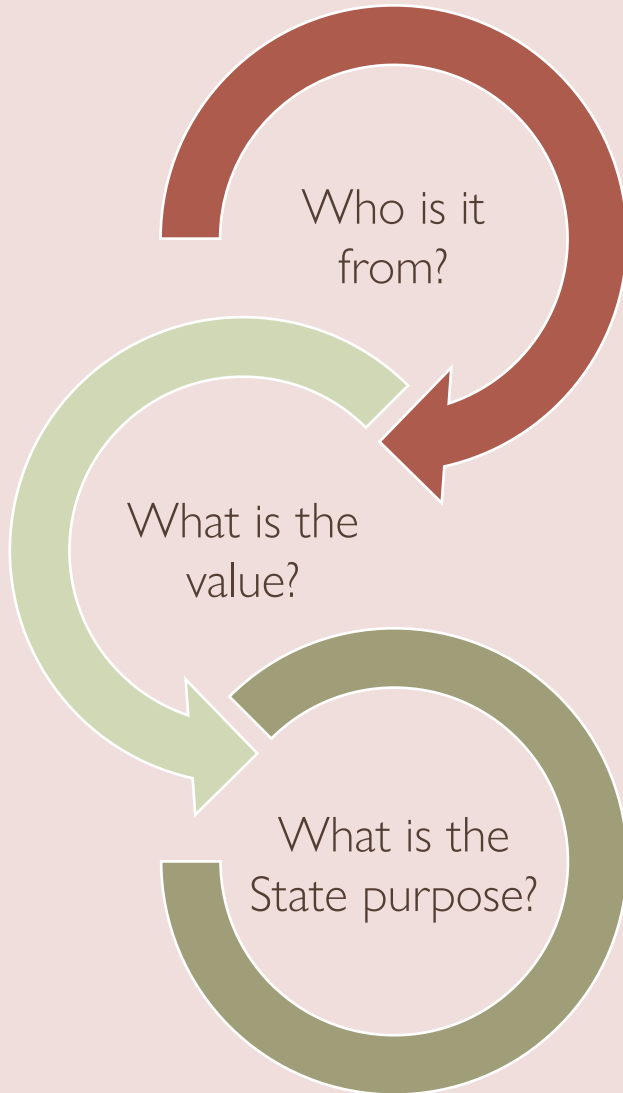 Who is it
from?
What is the
value?
What is the
State purpose?